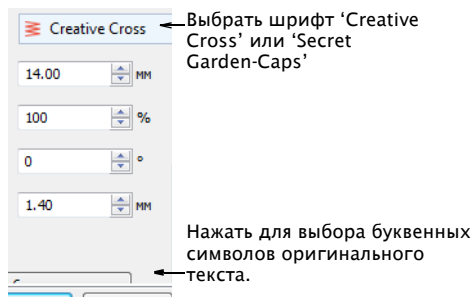 Creative Cross
Выбрать шрифт ‘Creative
Cross’ или ‘Secret
Garden-Caps’
14.00 мм
100 %
0 °
1.40 мм
Нажать для выбора буквенных
символов оригинального
текста.